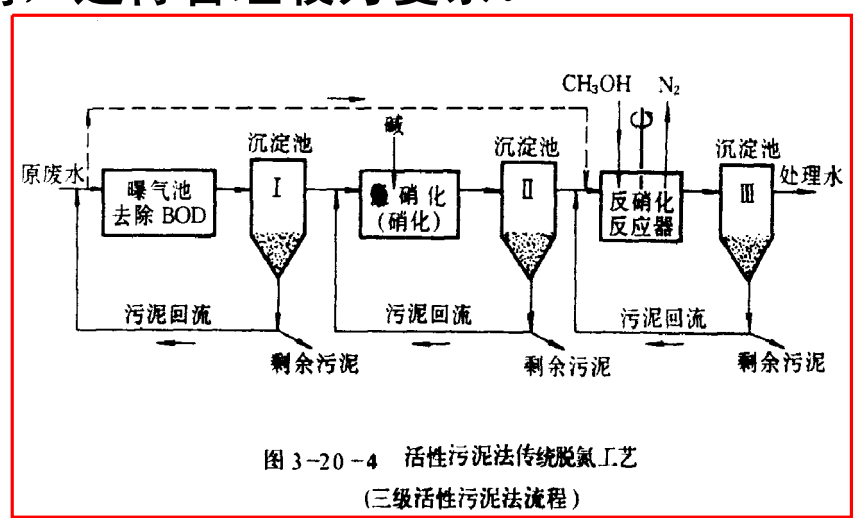 CH₃OH N₂
碱
沉淀池 沉淀池 沉淀池
原废水 处理水
曝气池 I 硝化 II 反硝化 III
去除 BOD (硝化) 反应器
污泥回流 污泥回流 污泥回流
剩余污泥 剩余污泥 剩余污泥
图 3-20-4 活性污泥法传统脱氮工艺
(三级活性污泥法流程)